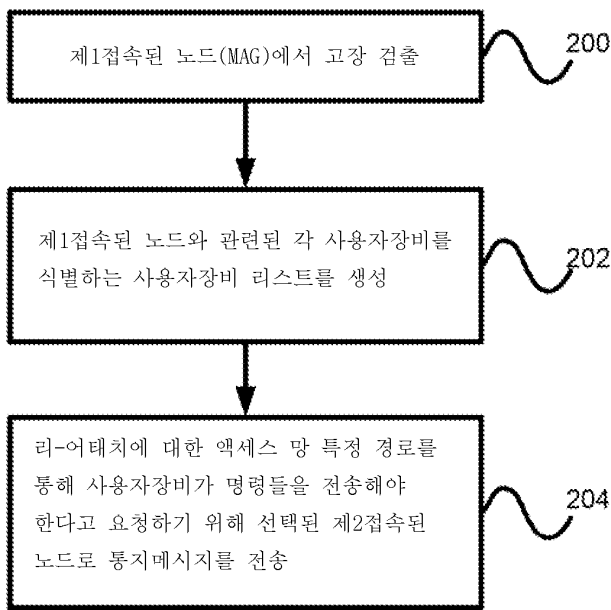 제1접속된 노드(MAG)에서 고장 검출
200
제1접속된 노드와 관련된 각 사용자장비를
식별하는 사용자장비 리스트를 생성
202
리-어태치에 대한 액세스 망 특정 경로를
통해 사용자장비가 명령들을 전송해야
한다고 요청하기 위해 선택된 제2접속된
노드로 통지메시지를 전송
204